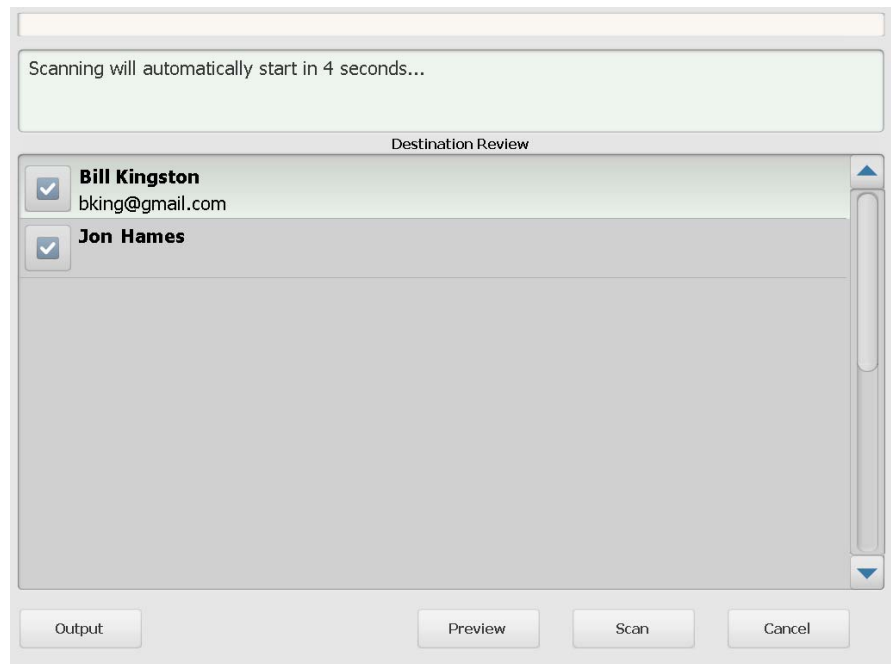 Scanning will automatically start in 4 seconds...
Destination Review
Bill Kingston
bking@gmail.com
Jon Hames
Output
Preview
Scan
Cancel